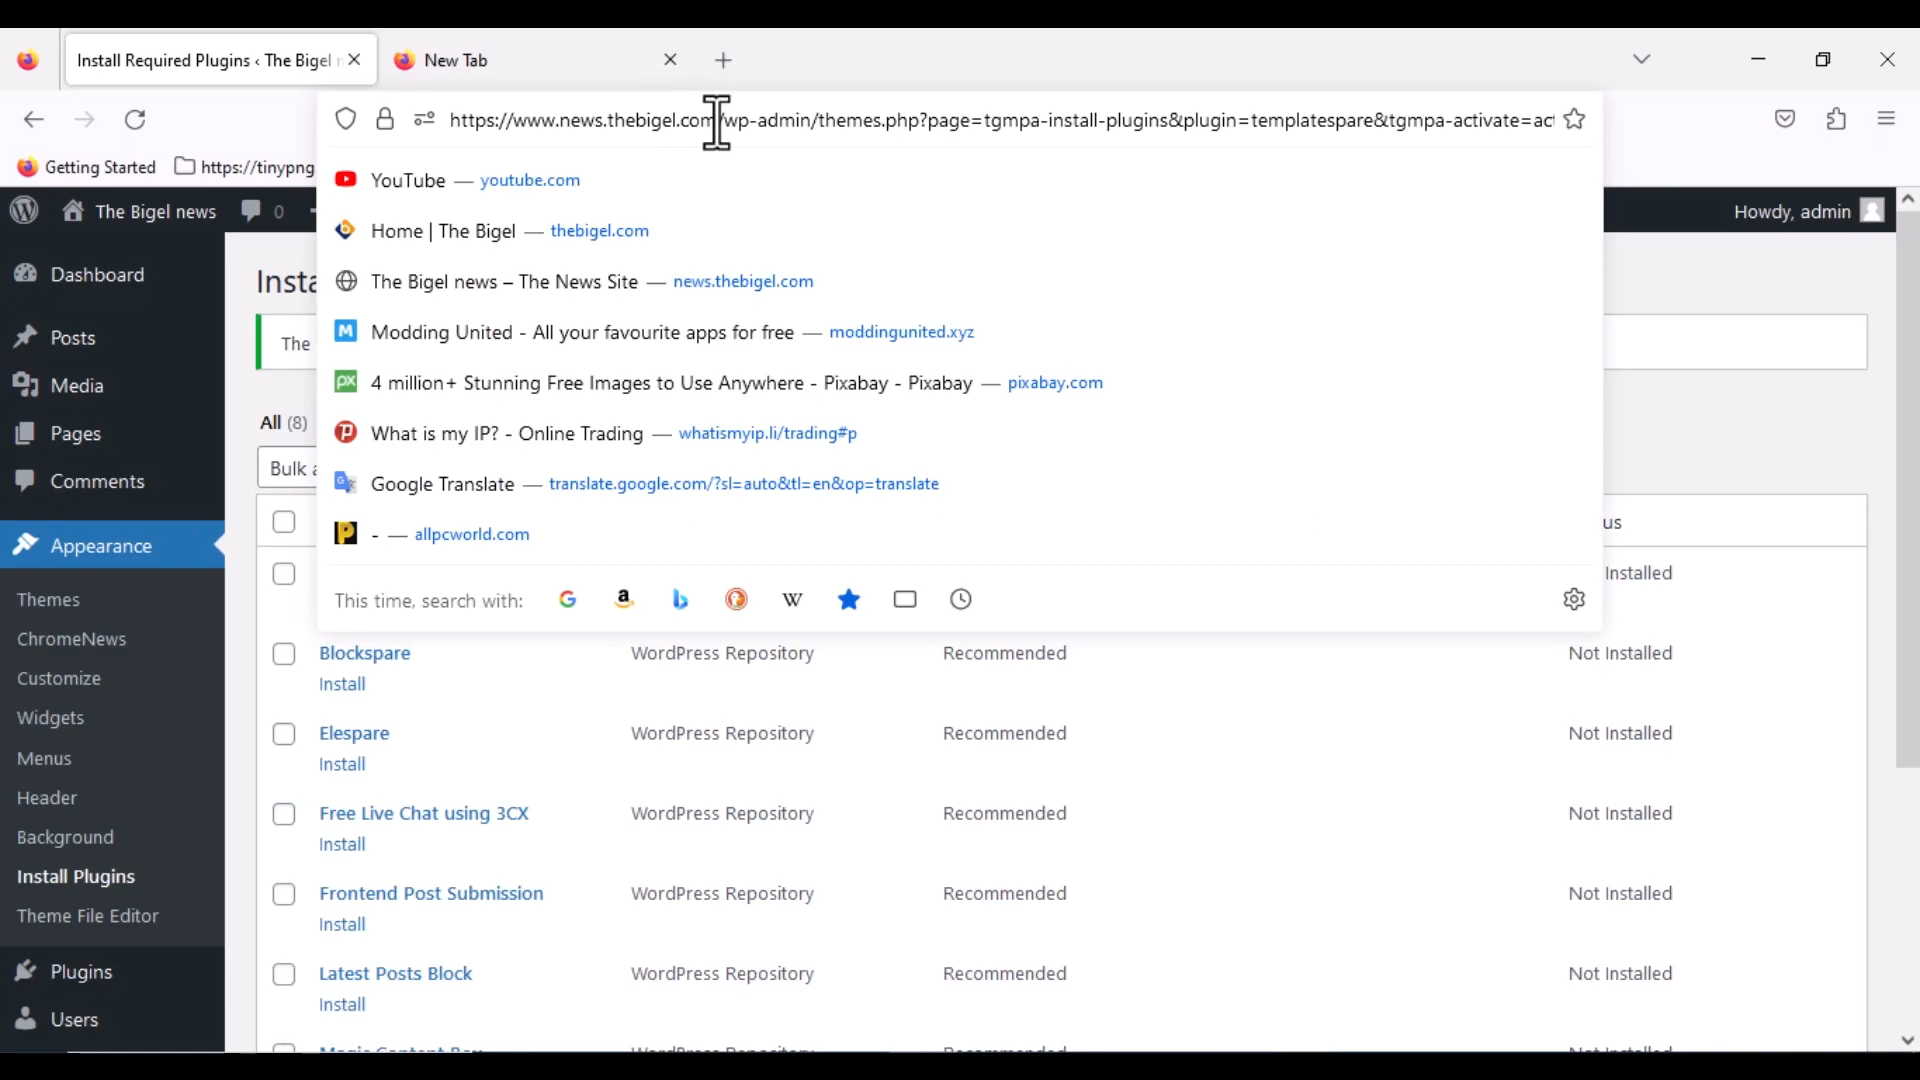 Install Required Plugins ‹ The Bigel n
New Tab
https://www.news.thebigel.com/wp-admin/themes.php?page=tgmpa-install-plugins&plugin=templatespare&tgmpa-activate=act
Getting Started
https://tinypng
YouTube — youtube.com
The Bigel news
0
Howdy, admin
Home | The Bigel — thebigel.com
Dashboard
Insta
The Bigel news – The News Site — news.thebigel.com
Posts
The
Modding United - All your favourite apps for free — moddingunited.xyz
Media
4 million+ Stunning Free Images to Use Anywhere - Pixabay - Pixabay — pixabay.com
Pages
All (8)
What is my IP? - Online Trading — whatismyip.li/trading#p
Comments
Bulk a
Google Translate — translate.google.com/?sl=auto&tl=en&op=translate
us
Appearance
- — allpcworld.com
Installed
Themes
This time, search with:
ChromeNews
Blockspare
WordPress Repository
Recommended
Not Installed
Customize
Install
Widgets
Elespare
WordPress Repository
Recommended
Not Installed
Menus
Install
Header
Free Live Chat using 3CX
WordPress Repository
Recommended
Not Installed
Background
Install
Install Plugins
Frontend Post Submission
WordPress Repository
Recommended
Not Installed
Theme File Editor
Install
Plugins
Latest Posts Block
WordPress Repository
Recommended
Not Installed
Install
Users